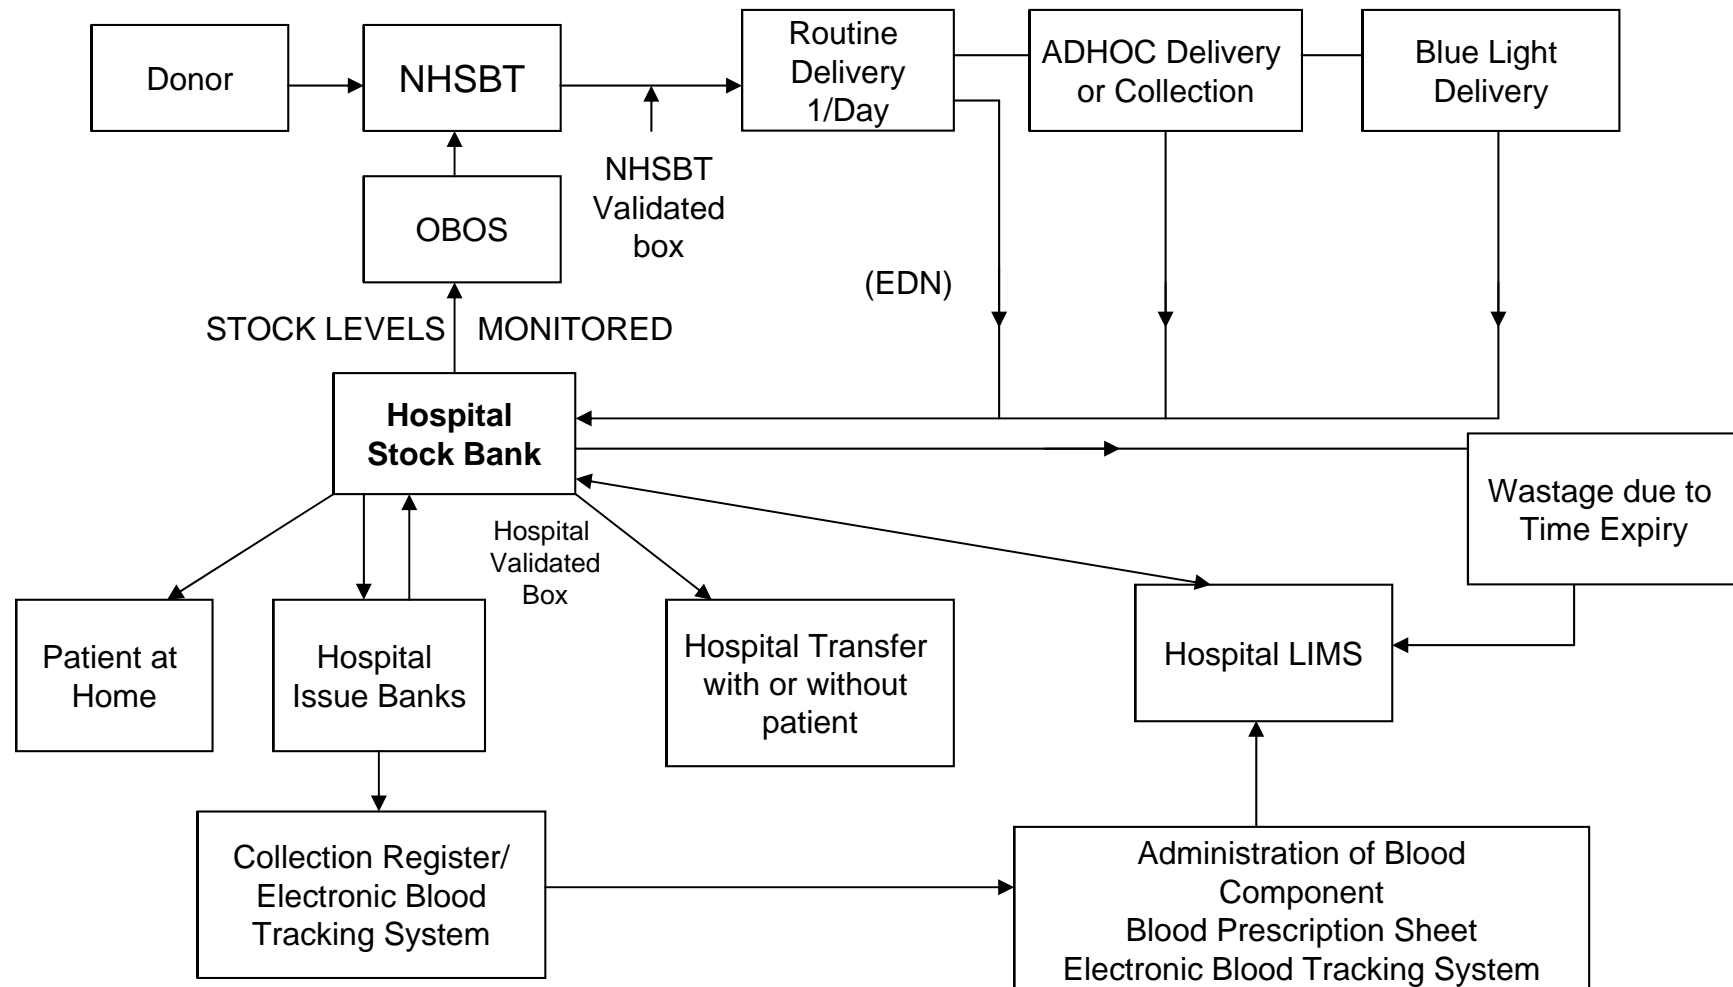 Donor
NHSBT
Routine
Delivery
1/Day
ADHOC Delivery
or Collection
Blue Light
Delivery
NHSBT
Validated
box
OBOS
(EDN)
STOCK LEVELS MONITORED
Hospital
Stock Bank
Wastage due to
Time Expiry
Hospital
Validated
Box
Patient at
Home
Hospital
Issue Banks
Hospital Transfer
with or without
patient
Hospital LIMS
Collection Register/
Electronic Blood
Tracking System
Administration of Blood
Component
Blood Prescription Sheet
Electronic Blood Tracking System